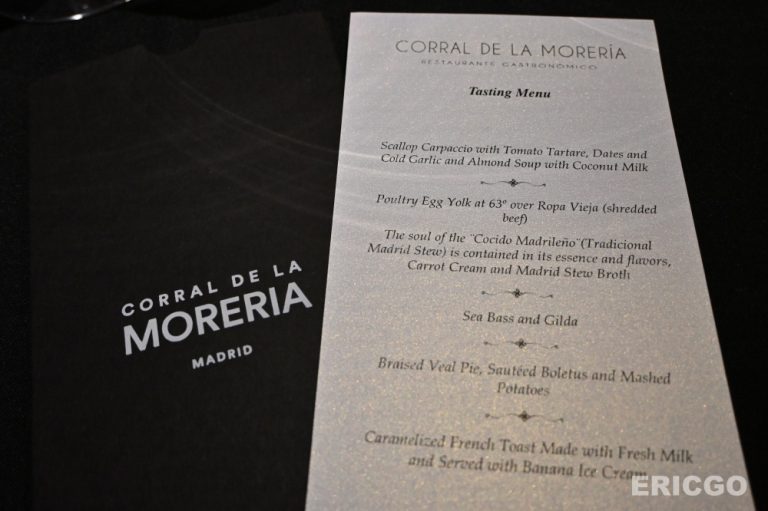 CORRAL DE LA MORERÍA
RESTAURANTE GASTRONÓMICO
Tasting Menu
Scallop Carpaccio with Tomato Tartare, Dates and
Cold Garlic and Almond Soup with Coconut Milk
Poultry Egg Yolk at 63º over Ropa Vieja (shredded
beef)
The soul of the ¨Cocido Madrileño¨(Tradicional
Madrid Stew) is contained in its essence and flavors,
Carrot Cream and Madrid Stew Broth
Sea Bass and Gilda
Braised Veal Pie, Sautéed Boletus and Mashed
Potatoes
Caramelized French Toast Made with Fresh Milk
and Served with Banana Ice Cream
CORRAL DE LA
MORERIA
MADRID
ERICGO